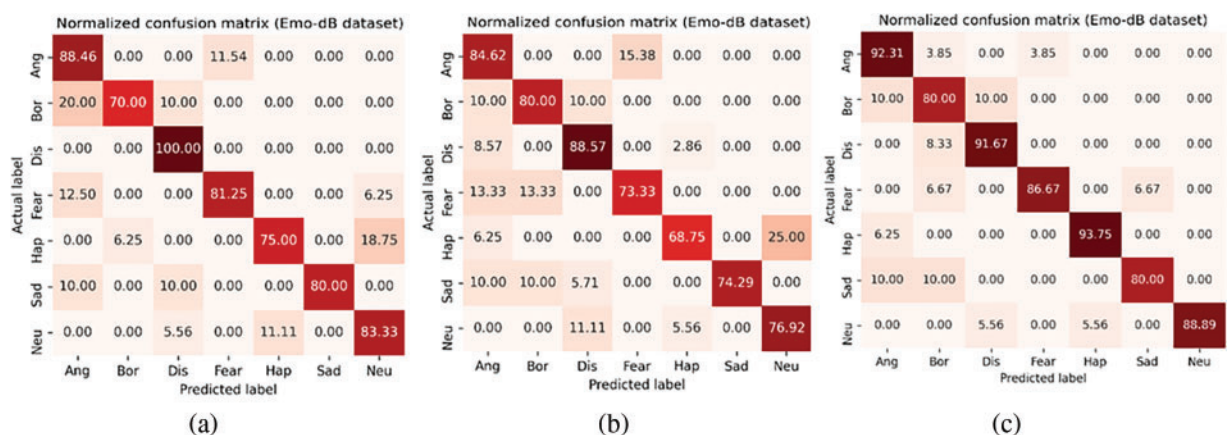 Normalized confusion matrix (Emo-dB dataset)
Ang 88.46 0.00 0.00 11.54 0.00 0.00 0.00
Bor 20.00 70.00 10.00 0.00 0.00 0.00 0.00
Dis 0.00 0.00 100.00 0.00 0.00 0.00 0.00
Fear 12.50 0.00 0.00 81.25 0.00 0.00 6.25
Hap 0.00 6.25 0.00 0.00 75.00 0.00 18.75
Sad 10.00 0.00 10.00 0.00 0.00 80.00 0.00
Neu 0.00 0.00 5.56 0.00 11.11 0.00 83.33
Actual label
Ang Bor Dis Fear Hap Sad Neu
Predicted label
(a)
Normalized confusion matrix (Emo-dB dataset)
Ang 84.62 0.00 0.00 15.38 0.00 0.00 0.00
Bor 10.00 80.00 10.00 0.00 0.00 0.00 0.00
Dis 8.57 0.00 88.57 0.00 2.86 0.00 0.00
Fear 13.33 13.33 0.00 73.33 0.00 0.00 0.00
Hap 6.25 0.00 0.00 0.00 68.75 0.00 25.00
Sad 10.00 10.00 5.71 0.00 0.00 74.29 0.00
Neu 0.00 0.00 11.11 0.00 5.56 0.00 76.92
Actual label
Ang Bor Dis Fear Hap Sad Neu
Predicted label
(b)
Normalized confusion matrix (Emo-dB dataset)
Ang 92.31 3.85 0.00 3.85 0.00 0.00 0.00
Bor 10.00 80.00 10.00 0.00 0.00 0.00 0.00
Dis 0.00 8.33 91.67 0.00 0.00 0.00 0.00
Fear 0.00 6.67 0.00 86.67 0.00 6.67 0.00
Hap 6.25 0.00 0.00 0.00 93.75 0.00 0.00
Sad 10.00 10.00 0.00 0.00 0.00 80.00 0.00
Neu 0.00 0.00 5.56 0.00 5.56 0.00 88.89
Actual label
Ang Bor Dis Fear Hap Sad Neu
Predicted label
(c)